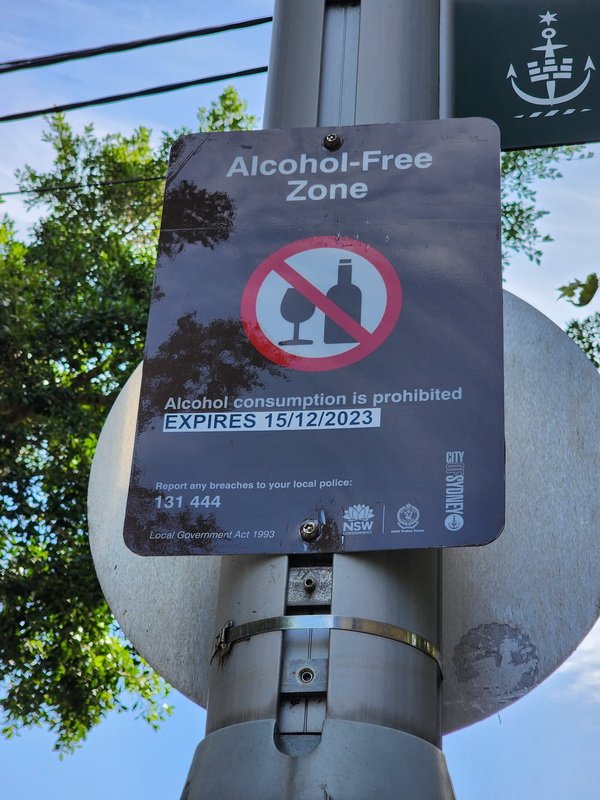 Alcohol-Free
Zone
Alcohol consumption is prohibited
EXPIRES 15/12/2023
Report any breaches to your local police:
131 444
Local Government Act 1993
NSW
GOVERNMENT
NSW Police Force
CITY
OF
SYDNEY